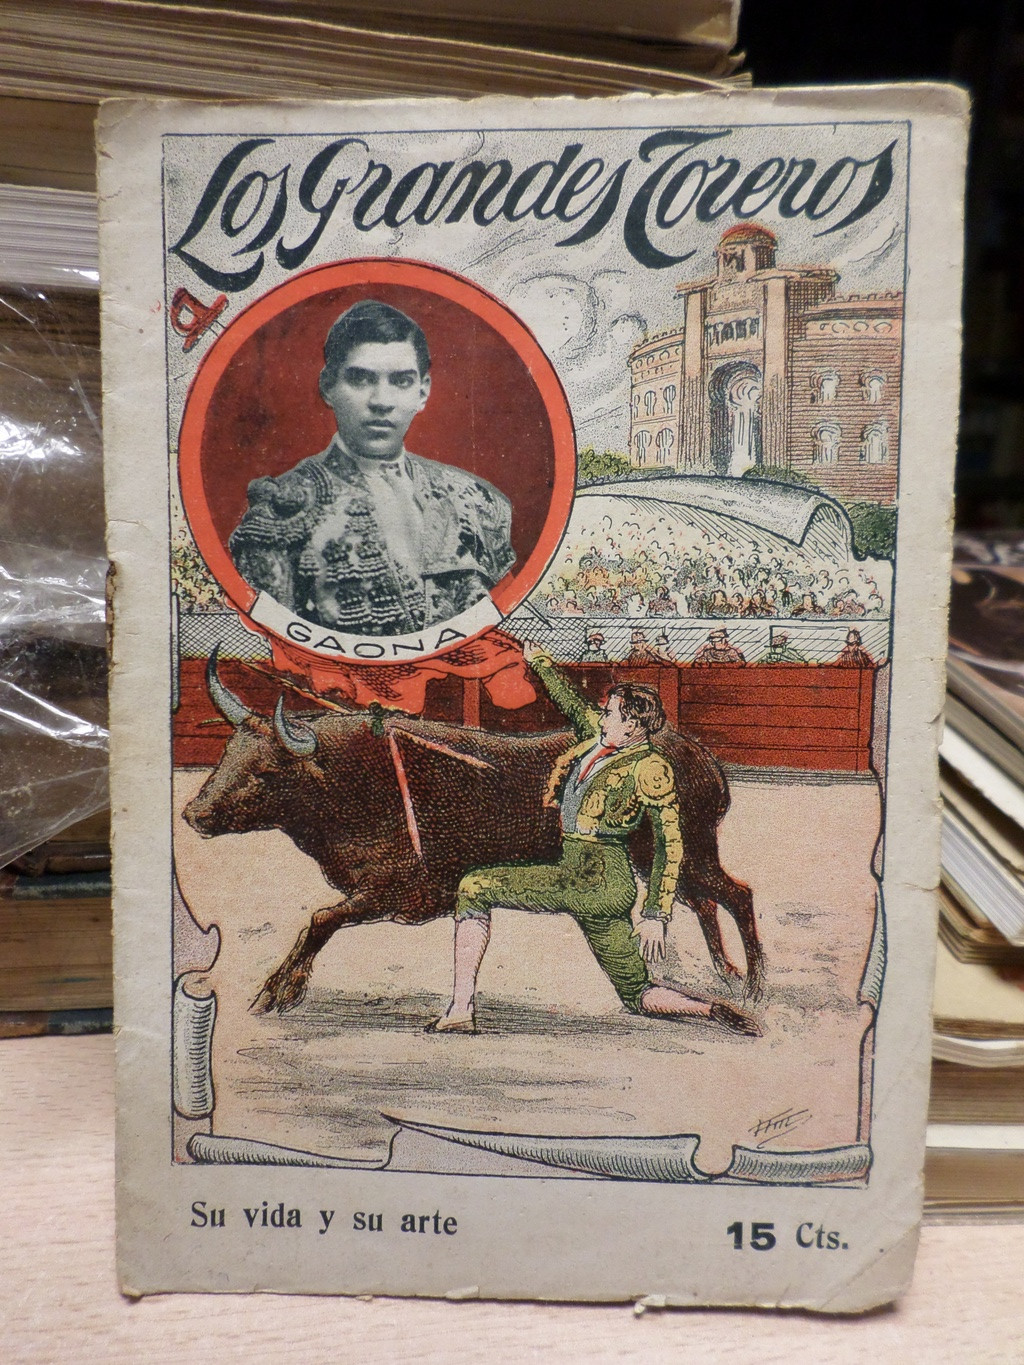 Los Grandes Toreros
GAONA
Su vida y su arte
15 Cts.